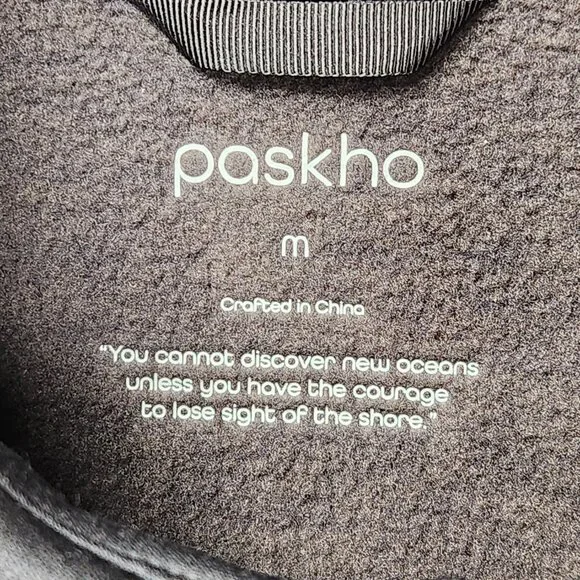 paskho
m
Crafted in China
“You cannot discover new oceans
unless you have the courage
to lose sight of the shore.”